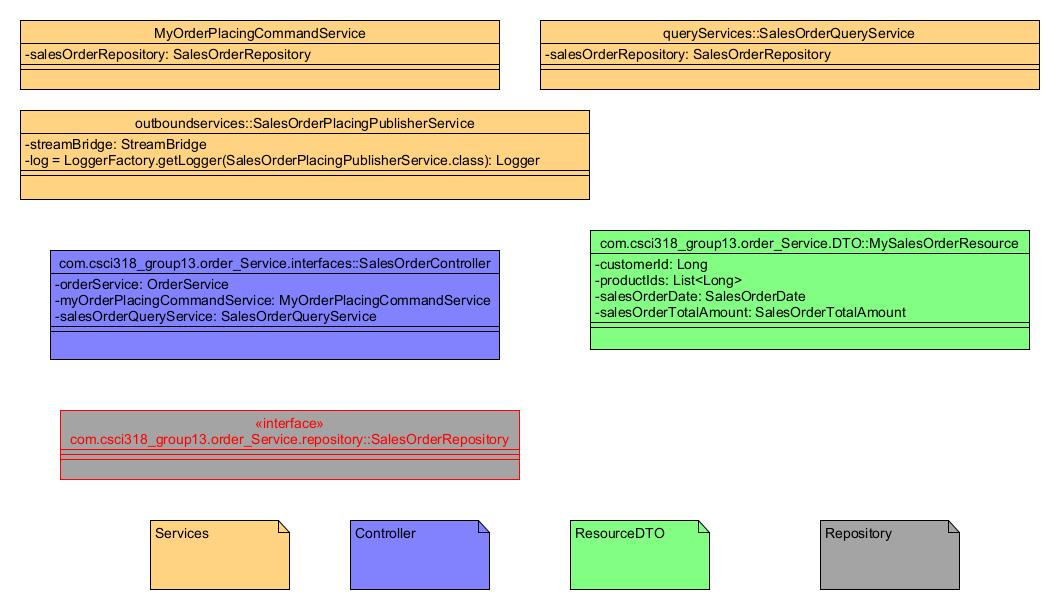 MyOrderPlacingCommandService
-salesOrderRepository: SalesOrderRepository
queryServices::SalesOrderQueryService
-salesOrderRepository: SalesOrderRepository
outboundservices::SalesOrderPlacingPublisherService
-streamBridge: StreamBridge
-log = LoggerFactory.getLogger(SalesOrderPlacingPublisherService.class): Logger
com.csci318_group13.order_Service.interfaces::SalesOrderController
-orderService: OrderService
-myOrderPlacingCommandService: MyOrderPlacingCommandService
-salesOrderQueryService: SalesOrderQueryService
com.csci318_group13.order_Service.DTO::MySalesOrderResource
-customerId: Long
-productIds: List<Long>
-salesOrderDate: SalesOrderDate
-salesOrderTotalAmount: SalesOrderTotalAmount
«interface»
com.csci318_group13.order_Service.repository::SalesOrderRepository
Services
Controller
ResourceDTO
Repository